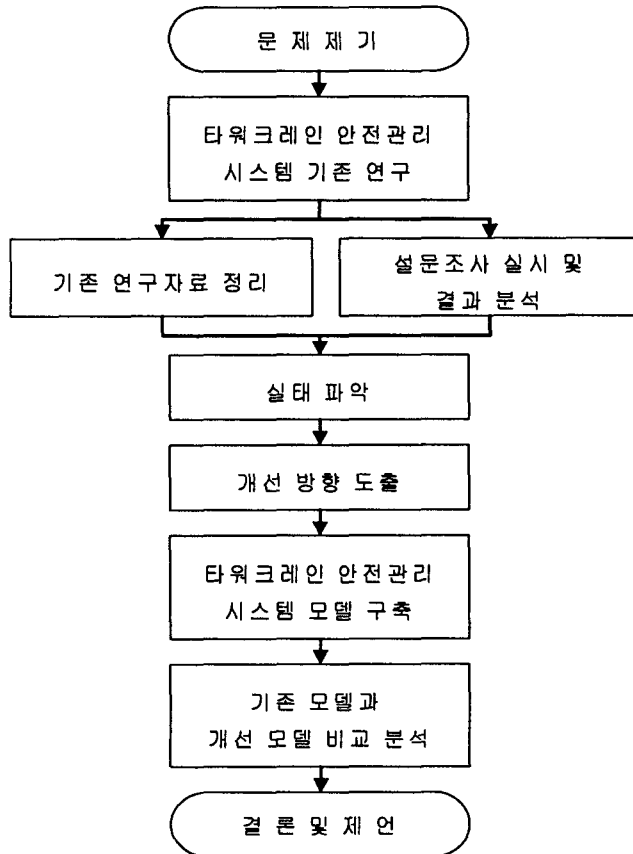 문 제 제 기
타워크레인 안전관리
시스템 기존 연구
기존 연구자료 정리
설문조사 실시 및
결과 분석
실태 파악
개선 방향 도출
타워크레인 안전관리
시스템 모델 구축
기존 모델과
개선 모델 비교 분석
결 론 및 제 언